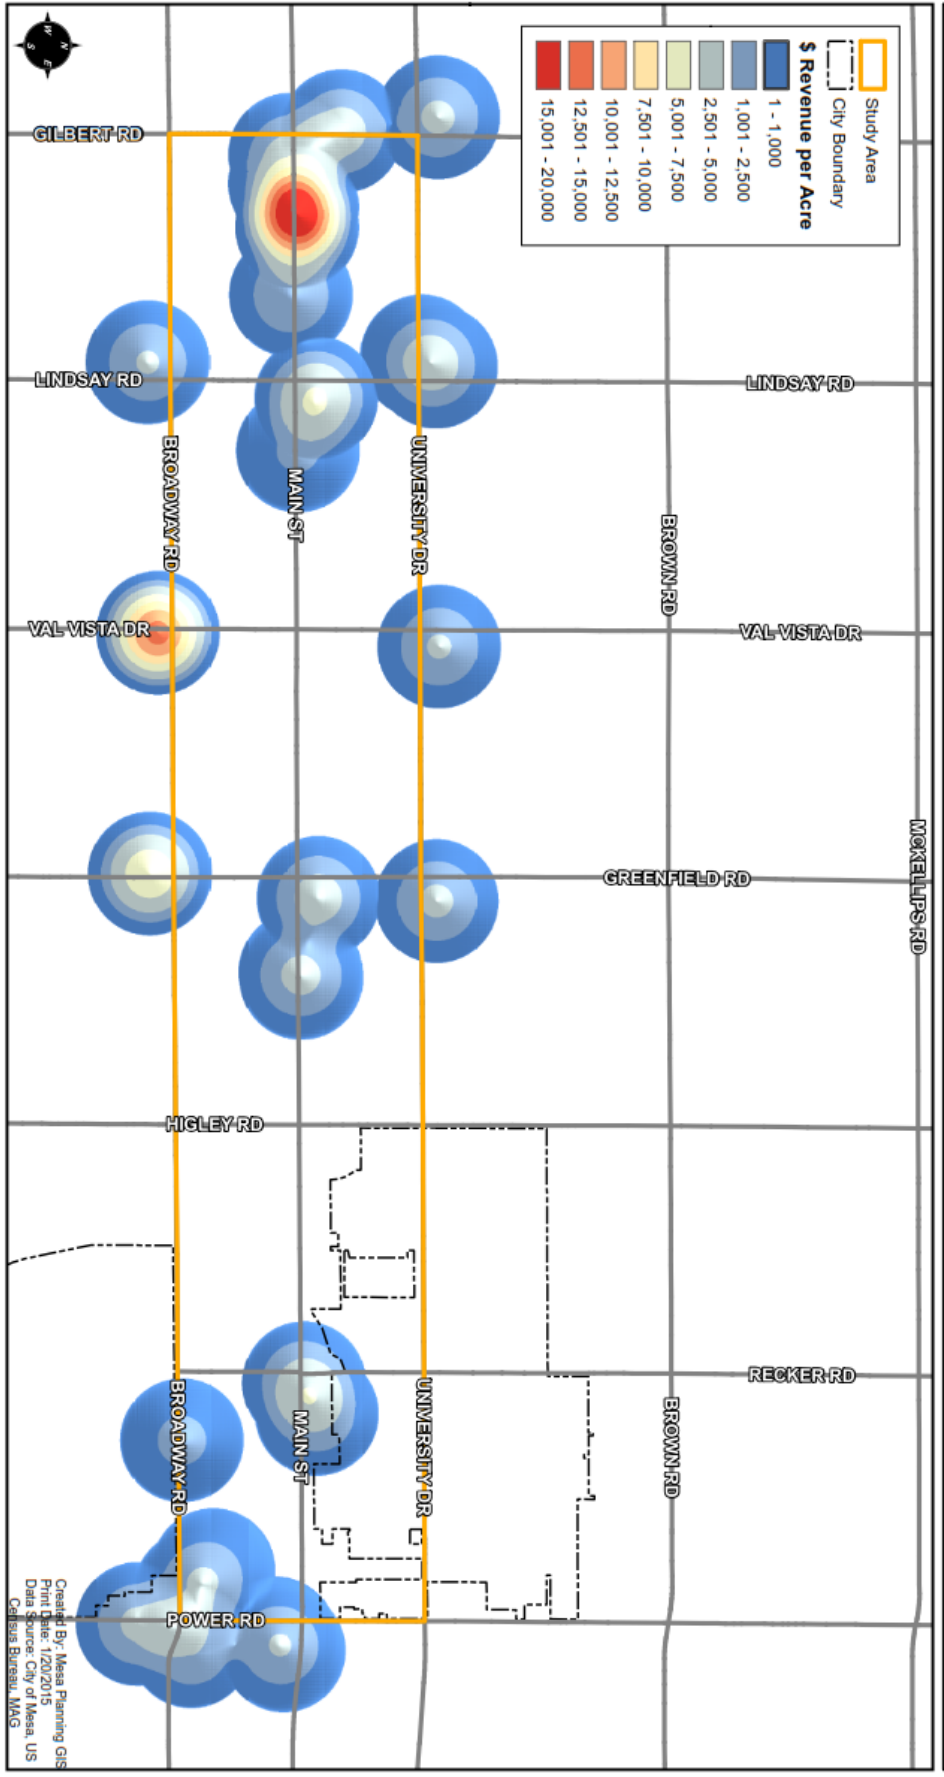 Study Area
City Boundary
$ Revenue per Acre
1 - 1,000
1,001 - 2,500
2,501 - 5,000
5,001 - 7,500
7,501 - 10,000
10,001 - 12,500
12,501 - 15,000
15,001 - 20,000
N
E
S
W
GILBERT RD
LINDSAY RD
LINDSAY RD
VAL VISTA DR
VAL VISTA DR
GREENFIELD RD
HIGLEY RD
RECKER RD
POWER RD
MCKELLIPS RD
BROWN RD
BROWN RD
UNIVERSITY DR
UNIVERSITY DR
MAIN ST
MAIN ST
BROADWAY RD
BROADWAY RD
Created By: Mesa Planning GIS
Print Date: 1/20/2015
Data Source: City of Mesa, US
Census Bureau, MAG